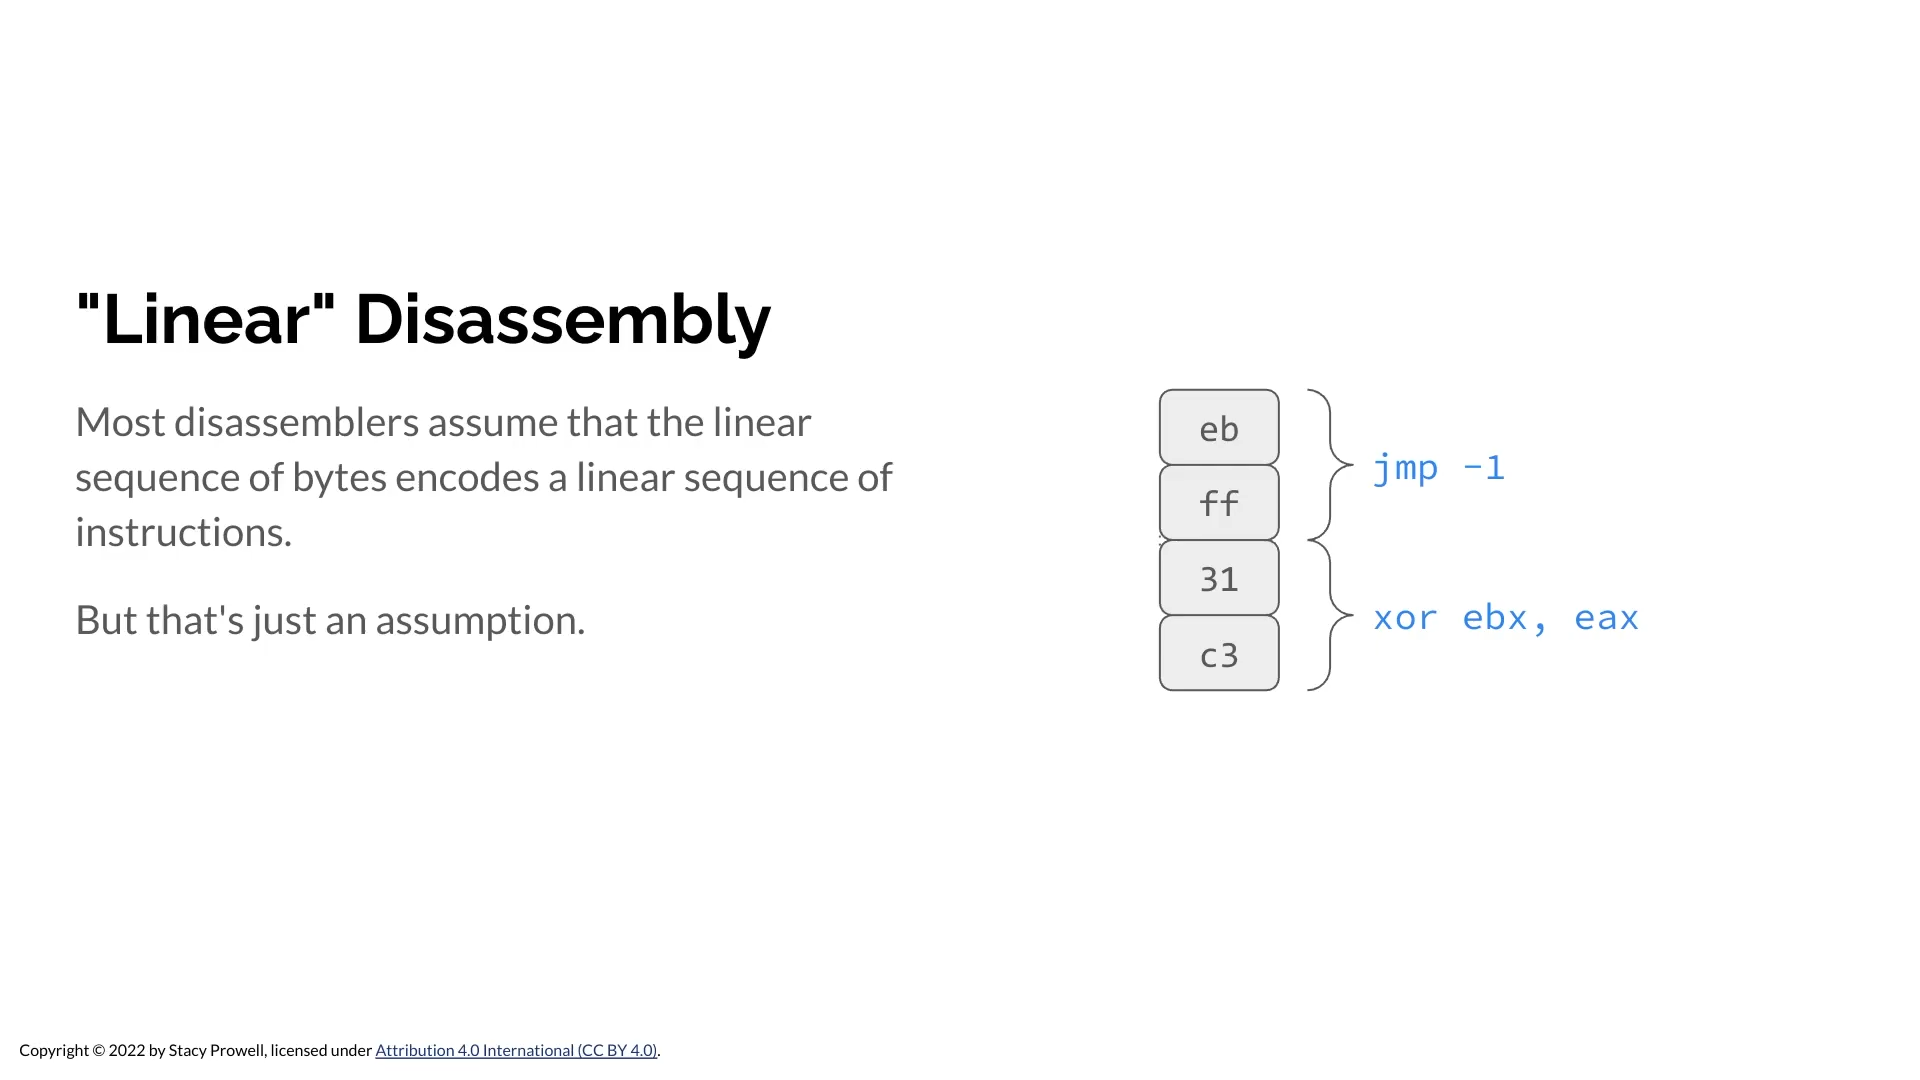 "Linear" Disassembly
Most disassemblers assume that the linear
sequence of bytes encodes a linear sequence of
instructions.
But that's just an assumption.
eb
ff
31
c3
jmp -1
xor ebx, eax
Copyright © 2022 by Stacy Prowell, licensed under Attribution 4.0 International (CC BY 4.0).